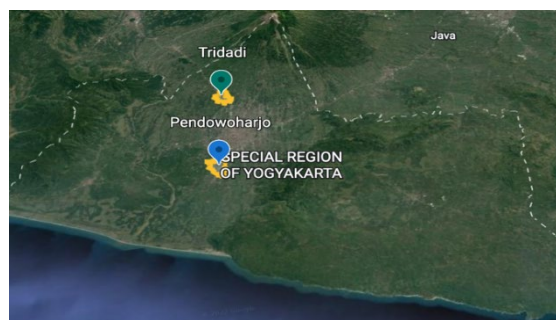 Java
Tridadi
Pendowoharjo
SPECIAL REGION
OF YOGYAKARTA